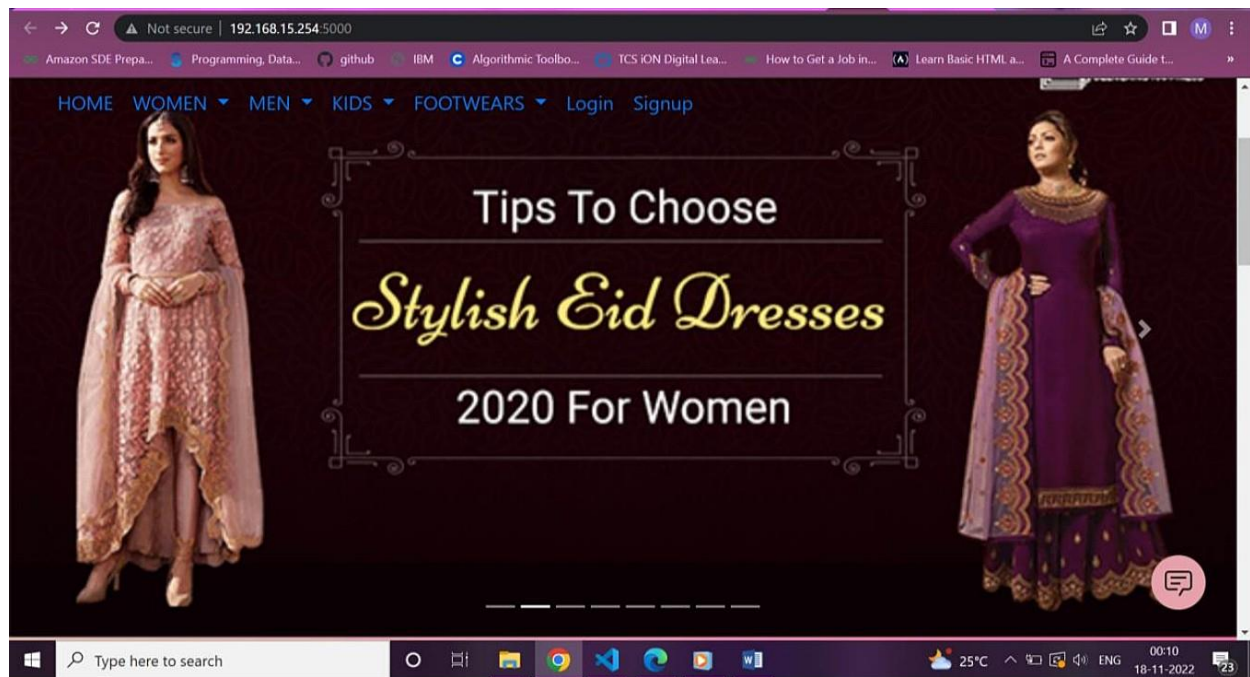 Not secure 192.168.15.254:5000
M
Amazon SDE Prepa... Programming, Data... github IBM Algorithmic Toolbo... TCS iON Digital Lea... How to Get a Job in... Learn Basic HTML a... A Complete Guide t... »
HOME WOMEN MEN KIDS FOOTWEARS Login Signup
Tips To Choose
Stylish Eid Dresses
2020 For Women
Type here to search
25°C ENG 00:10
18-11-2022 23